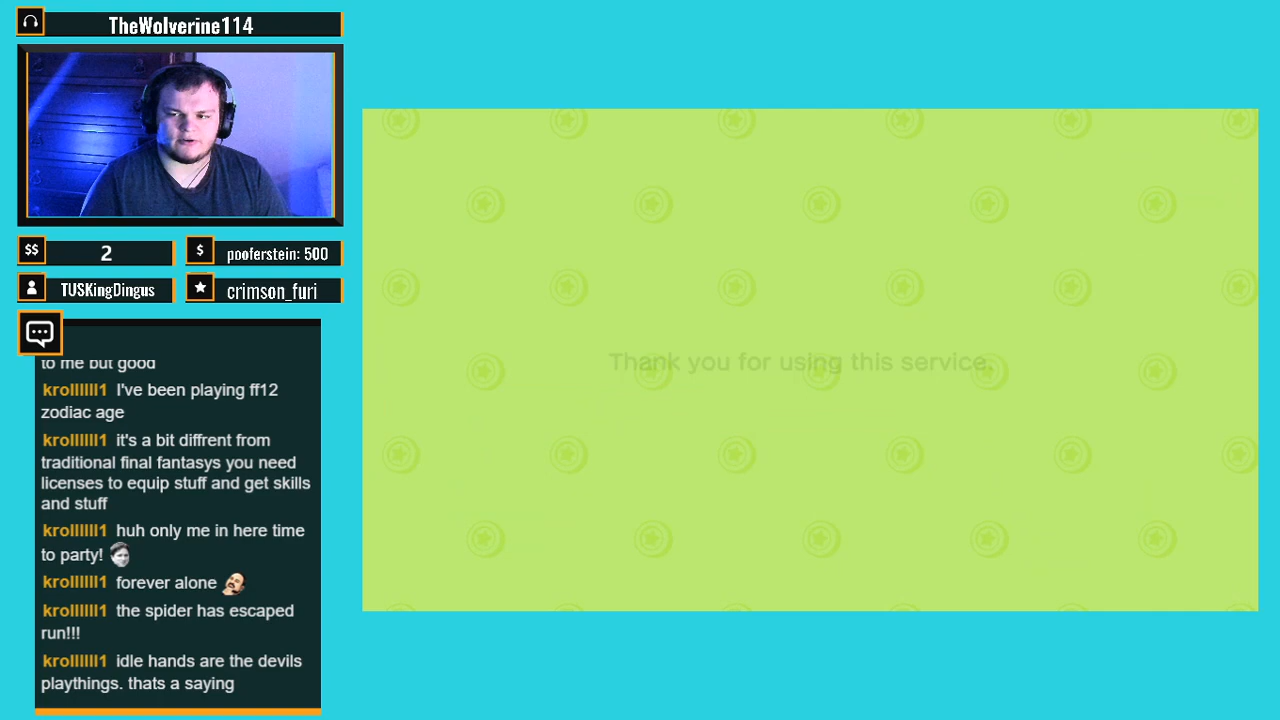 TheWolverine114
$$ 2
$ pooferstein: 500
TUSKingDingus
crimson_furi
to me but good
krollllll1 I've been playing ff12
zodiac age
krollllll1 it's a bit diffrent from
traditional final fantasys you need
licenses to equip stuff and get skills
and stuff
krollllll1 huh only me in here time
to party!
krollllll1 forever alone
krollllll1 the spider has escaped
run!!!
krollllll1 idle hands are the devils
playthings. thats a saying
Thank you for using this service.